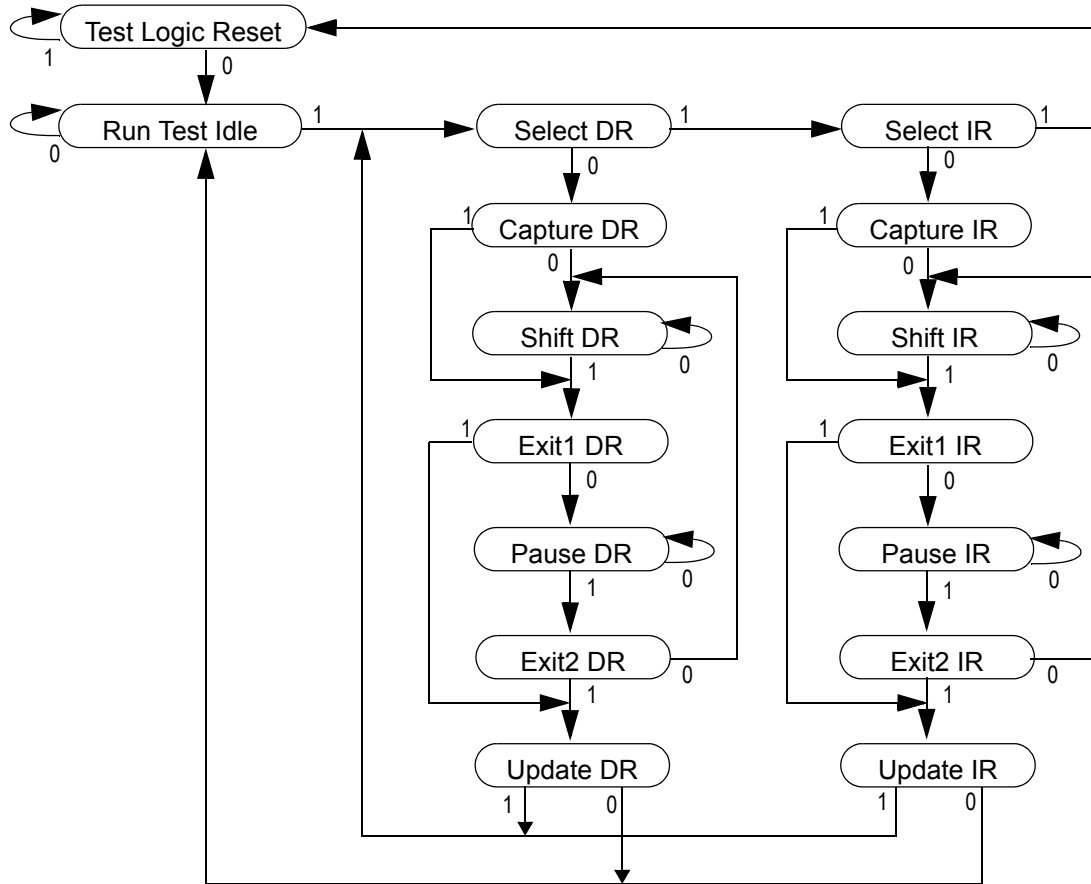 Test Logic Reset
1
0
Run Test Idle
0
1
Select DR
1
0
Select IR
1
0
1
Capture DR
0
1
Capture IR
0
Shift DR
0
1
Shift IR
0
1
1
Exit1 DR
0
1
Exit1 IR
0
Pause DR
0
1
Pause IR
0
1
Exit2 DR
0
1
Exit2 IR
0
1
Update DR
1
0
Update IR
1
0